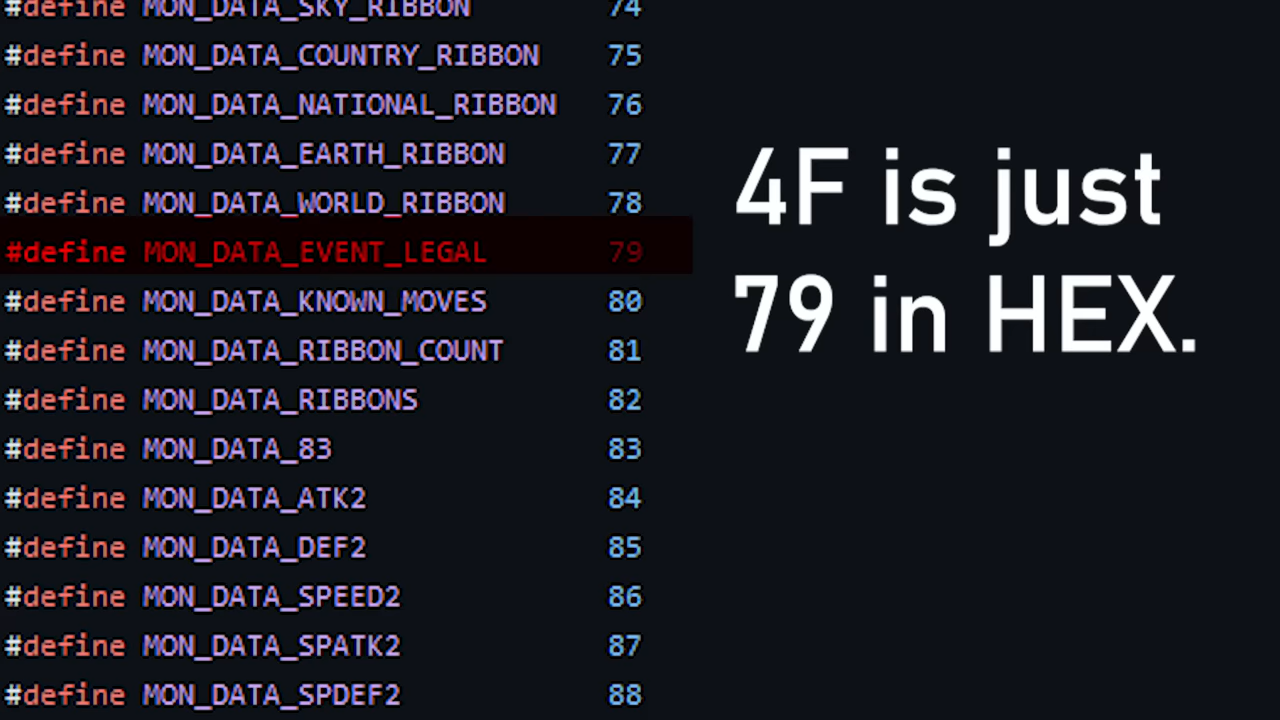 #define MON_DATA_SKY_RIBBON 74
#define MON_DATA_COUNTRY_RIBBON 75
#define MON_DATA_NATIONAL_RIBBON 76
#define MON_DATA_EARTH_RIBBON 77
#define MON_DATA_WORLD_RIBBON 78
#define MON_DATA_EVENT_LEGAL 79
#define MON_DATA_KNOWN_MOVES 80
#define MON_DATA_RIBBON_COUNT 81
#define MON_DATA_RIBBONS 82
#define MON_DATA_83 83
#define MON_DATA_ATK2 84
#define MON_DATA_DEF2 85
#define MON_DATA_SPEED2 86
#define MON_DATA_SPATK2 87
#define MON_DATA_SPDEF2 88
4F is just
79 in HEX.